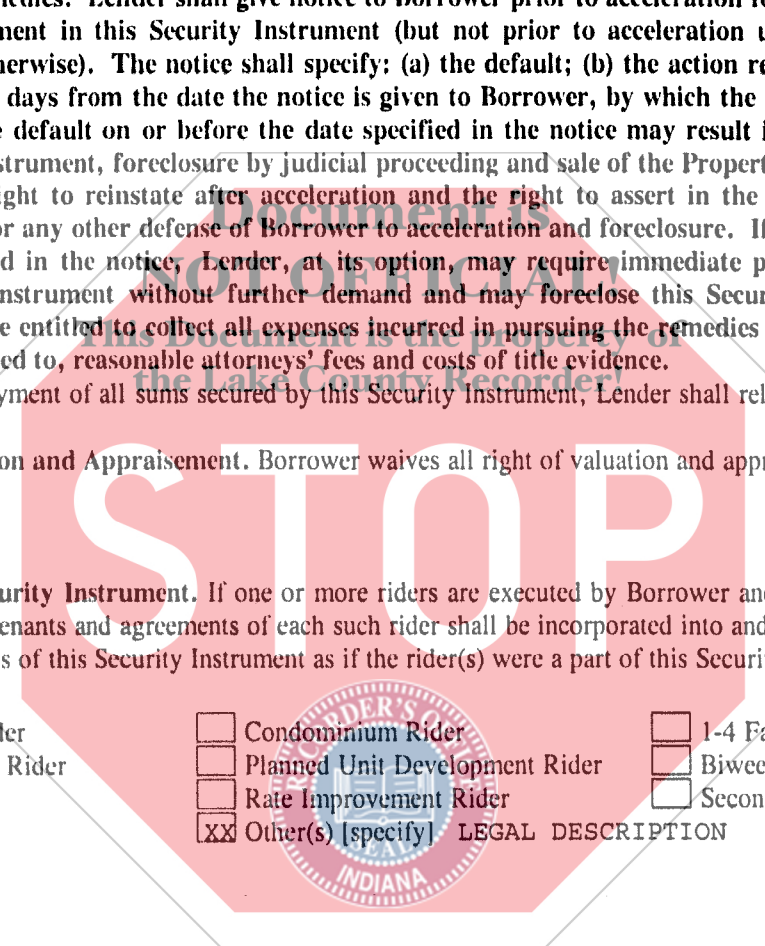 Lender shall give notice to Borrower prior to acceleration
ment in this Security Instrument (but not prior to acceleration
herwise). The notice shall specify: (a) the default; (b) the action
days from the date the notice is given to Borrower, by which the
default on or before the date specified in the notice may result
strument, foreclosure by judicial proceeding and sale of the Propert
ght to reinstate after acceleration and the right to assert in the
Document is
or any other defense of Borrower to acceleration and foreclosure. If
d in the notice, Lender, at its option, may require immediate p
NOT OFFICIAL!
nstrument without further demand and may foreclose this Secur
e entitled to collect all expenses incurred in pursuing the remedies
This Document is the property of
ed to, reasonable attorneys' fees and costs of title evidence.
the Lake County Recorder!
yment of all sums secured by this Security Instrument, Lender shall rel
on and Appraisement. Borrower waives all right of valuation and appr
STOP
urity Instrument. If one or more riders are executed by Borrower an
enants and agreements of each such rider shall be incorporated into and
s of this Security Instrument as if the rider(s) were a part of this Securi
der Condominium Rider 1-4 Fa
Rider Planned Unit Development Rider Biwee
Rate Improvement Rider Secon
XX Other(s) [specify] LEGAL DESCRIPTION
RECORDER'S OFFICE
SEAL
INDIANA